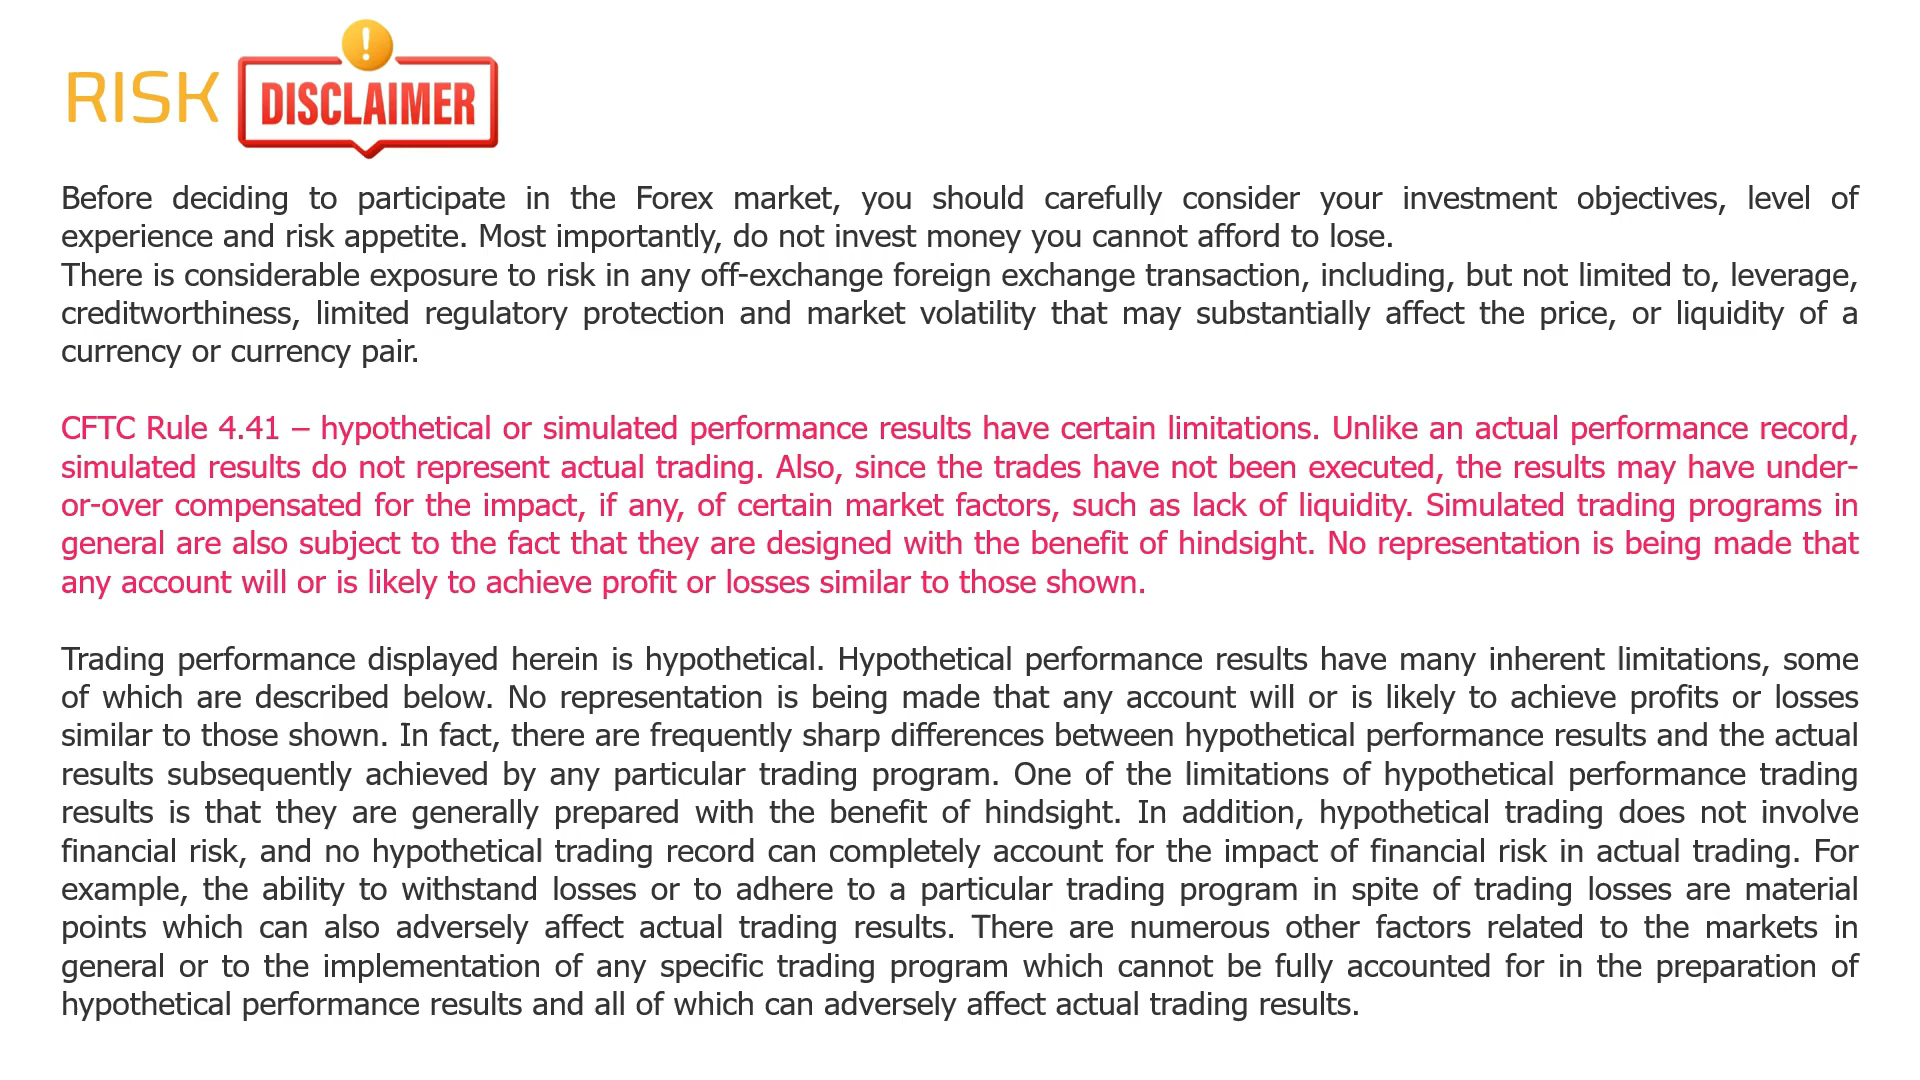 RISK DISCLAIMER
Before deciding to participate in the Forex market, you should carefully consider your investment objectives, level of
experience and risk appetite. Most importantly, do not invest money you cannot afford to lose.
There is considerable exposure to risk in any off-exchange foreign exchange transaction, including, but not limited to, leverage,
creditworthiness, limited regulatory protection and market volatility that may substantially affect the price, or liquidity of a
currency or currency pair.
CFTC Rule 4.41 – hypothetical or simulated performance results have certain limitations. Unlike an actual performance record,
simulated results do not represent actual trading. Also, since the trades have not been executed, the results may have under-
or-over compensated for the impact, if any, of certain market factors, such as lack of liquidity. Simulated trading programs in
general are also subject to the fact that they are designed with the benefit of hindsight. No representation is being made that
any account will or is likely to achieve profit or losses similar to those shown.
Trading performance displayed herein is hypothetical. Hypothetical performance results have many inherent limitations, some
of which are described below. No representation is being made that any account will or is likely to achieve profits or losses
similar to those shown. In fact, there are frequently sharp differences between hypothetical performance results and the actual
results subsequently achieved by any particular trading program. One of the limitations of hypothetical performance trading
results is that they are generally prepared with the benefit of hindsight. In addition, hypothetical trading does not involve
financial risk, and no hypothetical trading record can completely account for the impact of financial risk in actual trading. For
example, the ability to withstand losses or to adhere to a particular trading program in spite of trading losses are material
points which can also adversely affect actual trading results. There are numerous other factors related to the markets in
general or to the implementation of any specific trading program which cannot be fully accounted for in the preparation of
hypothetical performance results and all of which can adversely affect actual trading results.